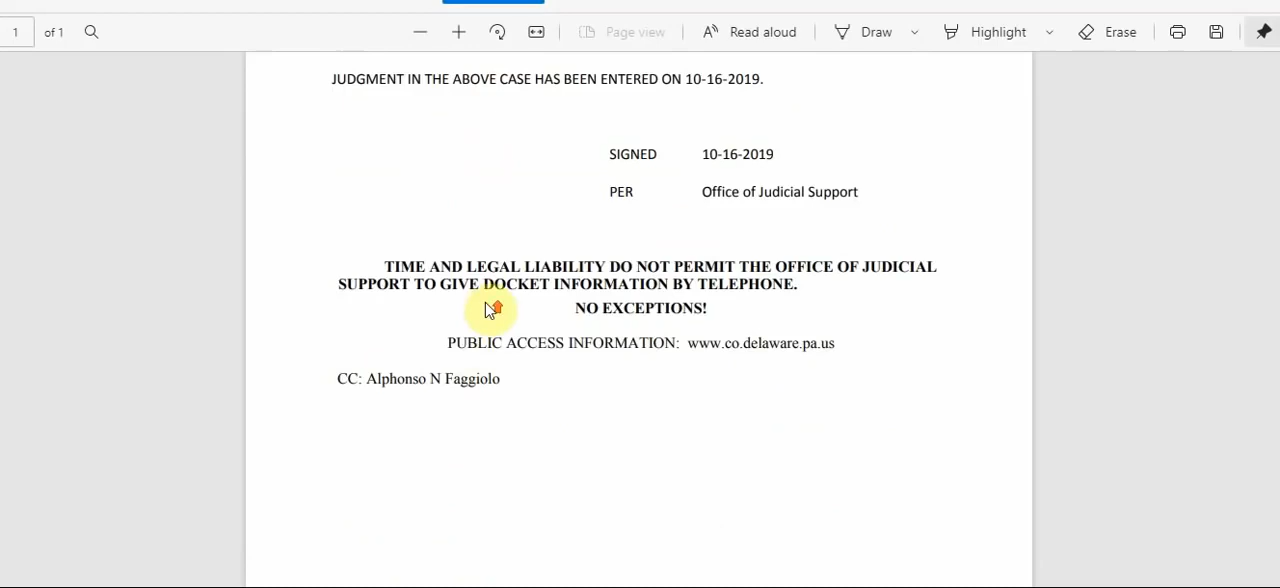 1 of 1 Page view Read aloud Draw Highlight Erase
JUDGMENT IN THE ABOVE CASE HAS BEEN ENTERED ON 10-16-2019.
SIGNED 10-16-2019
PER Office of Judicial Support
TIME AND LEGAL LIABILITY DO NOT PERMIT THE OFFICE OF JUDICIAL
SUPPORT TO GIVE DOCKET INFORMATION BY TELEPHONE.
NO EXCEPTIONS!
PUBLIC ACCESS INFORMATION: www.co.delaware.pa.us
CC: Alphonso N Faggiolo